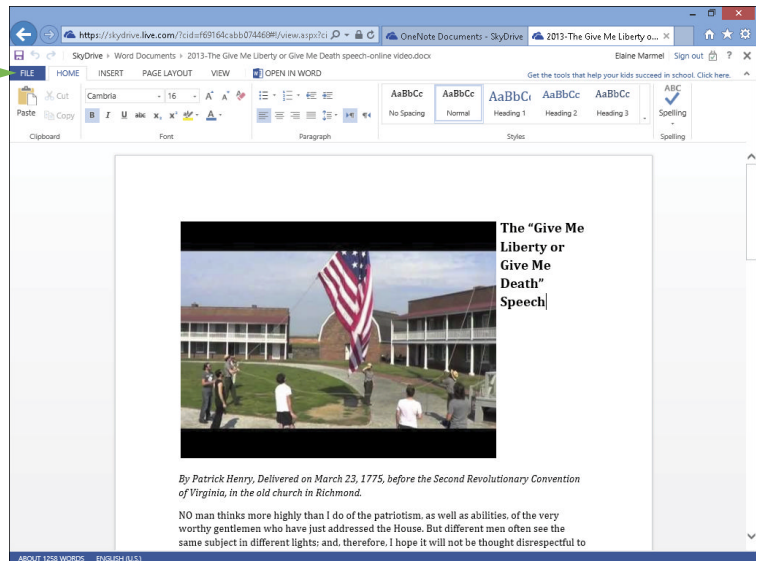 https://skydrive.live.com/?cid=f69164cabb074468#!/view.aspx?ci
OneNote Documents - SkyDrive
2013-The Give Me Liberty o...
SkyDrive ▸ Word Documents ▸ 2013-The Give Me Liberty or Give Me Death speech-online video.docx
Elaine Marmel Sign out ?
FILE HOME INSERT PAGE LAYOUT VIEW OPEN IN WORD
Get the tools that help your kids succeed in school. Click here.
Cut
Copy
Paste
Cambria 16
B I U abc x₂ x² ab A
AaBbCc AaBbCc AaBbCc AaBbCc AaBbCc
No Spacing Normal Heading 1 Heading 2 Heading 3
ABC
Spelling
Clipboard Font Paragraph Styles Spelling
The “Give Me
Liberty or
Give Me
Death”
Speech
By Patrick Henry, Delivered on March 23, 1775, before the Second Revolutionary Convention
of Virginia, in the old church in Richmond.
NO man thinks more highly than I do of the patriotism, as well as abilities, of the very
worthy gentlemen who have just addressed the House. But different men often see the
same subject in different lights; and, therefore, I hope it will not be thought disrespectful to
ABOUT 1258 WORDS ENGLISH (U.S.)